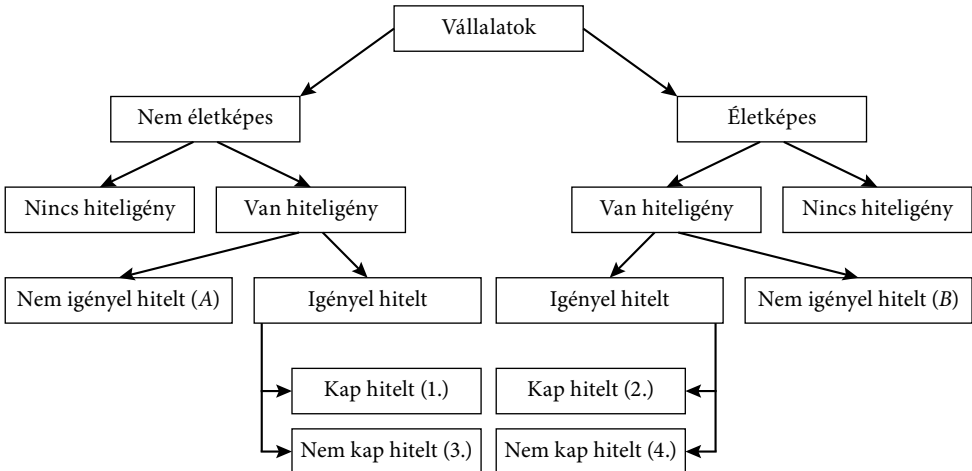 Vállalatok
Nem életképes
Életképes
Nincs hiteligény
Van hiteligény
Van hiteligény
Nincs hiteligény
Nem igényel hitelt (A)
Igényel hitelt
Igényel hitelt
Nem igényel hitelt (B)
Kap hitelt (1.)
Kap hitelt (2.)
Nem kap hitelt (3.)
Nem kap hitelt (4.)